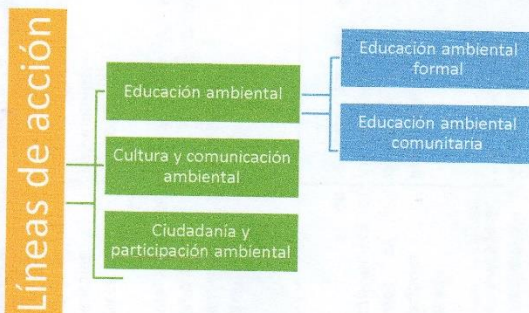 Líneas de acción
Educación ambiental
Cultura y comunicación
ambiental
Ciudadanía y
participación ambiental
Educación ambiental
formal
Educación ambiental
comunitaria